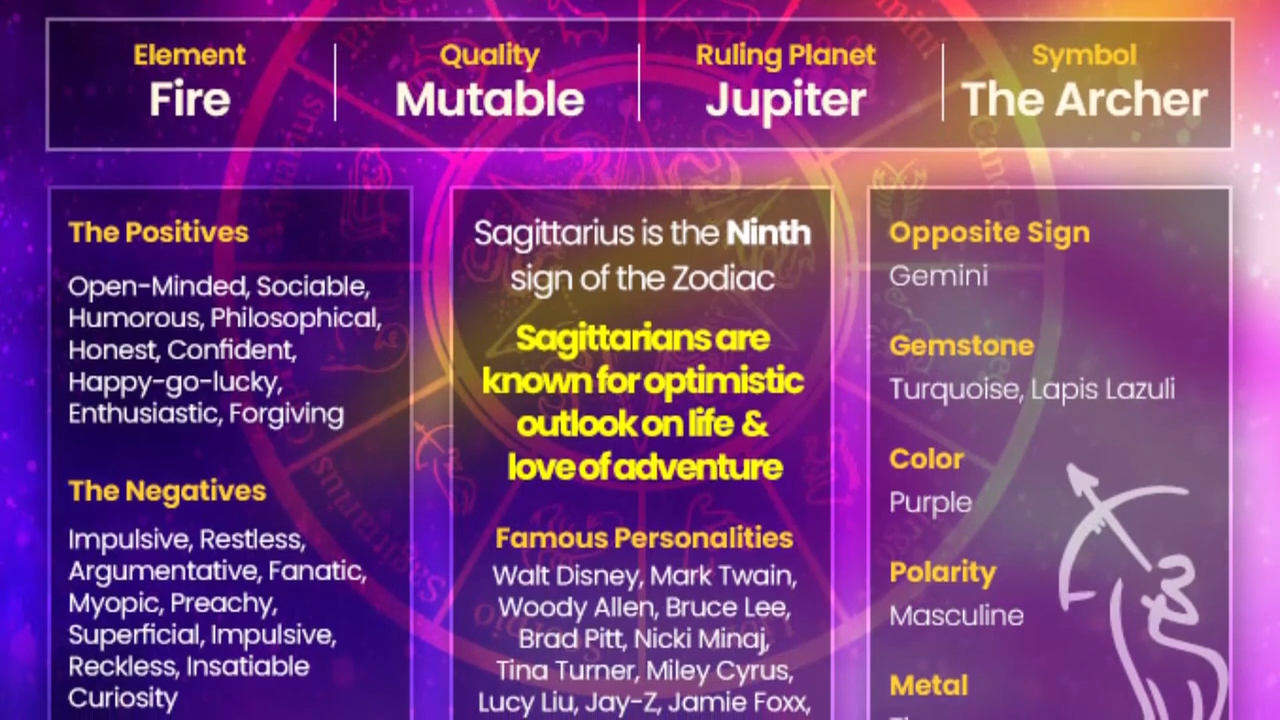 Element
Fire
Quality
Mutable
Ruling Planet
Jupiter
Symbol
The Archer
The Positives
Open-Minded, Sociable,
Humorous, Philosophical,
Honest, Confident,
Happy-go-lucky,
Enthusiastic, Forgiving
The Negatives
Impulsive, Restless,
Argumentative, Fanatic,
Myopic, Preachy,
Superficial, Impulsive,
Reckless, Insatiable
Curiosity
Sagittarius is the Ninth
sign of the Zodiac
Sagittarians are
known for optimistic
outlook on life &
love of adventure
Famous Personalities
Walt Disney, Mark Twain,
Woody Allen, Bruce Lee,
Brad Pitt, Nicki Minaj,
Tina Turner, Miley Cyrus,
Lucy Liu, Jay-Z, Jamie Foxx,
Opposite Sign
Gemini
Gemstone
Turquoise, Lapis Lazuli
Color
Purple
Polarity
Masculine
Metal
Cancer
Sagittarius